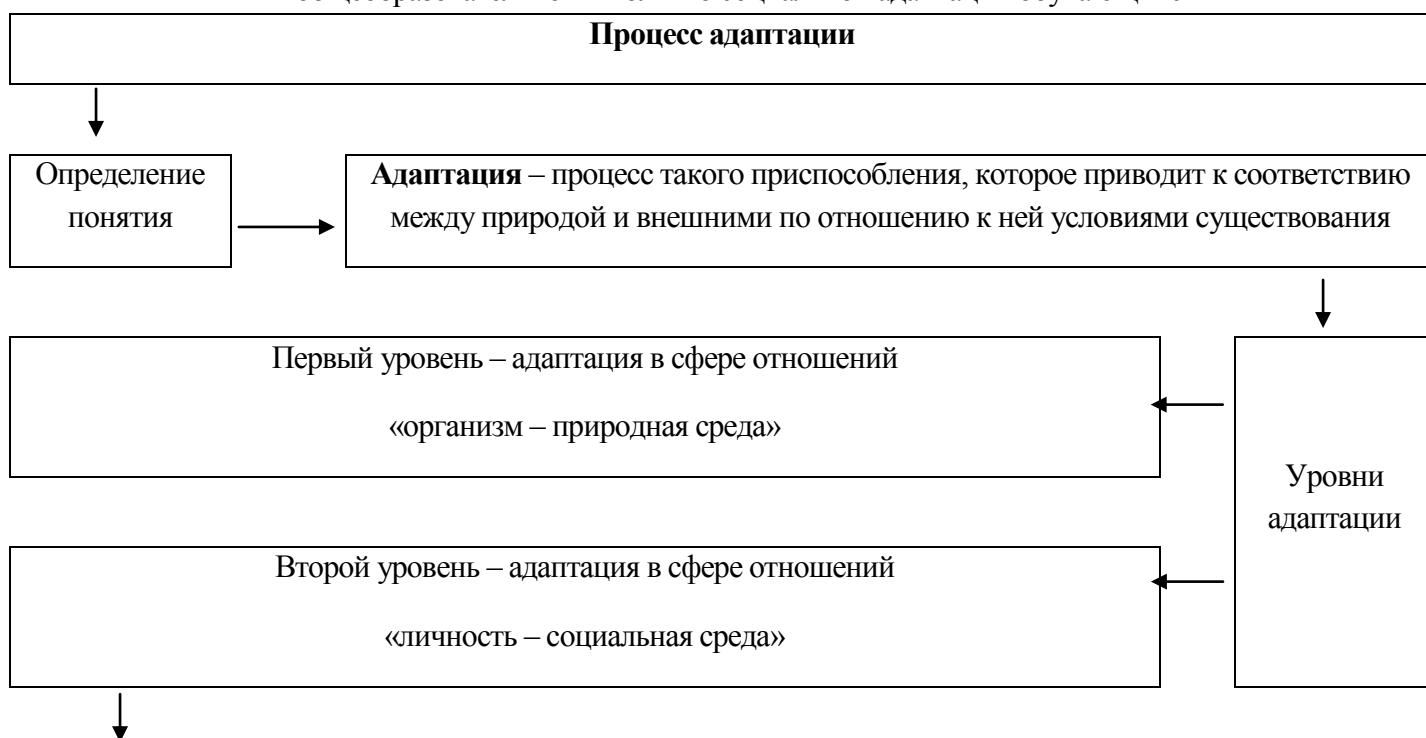 Процесс адаптации
Определение
понятия
Адаптация – процесс такого приспособления, которое приводит к соответствию
между природой и внешними по отношению к ней условиями существования
Первый уровень – адаптация в сфере отношений
«организм – природная среда»
Уровни
адаптации
Второй уровень – адаптация в сфере отношений
«личность – социальная среда»